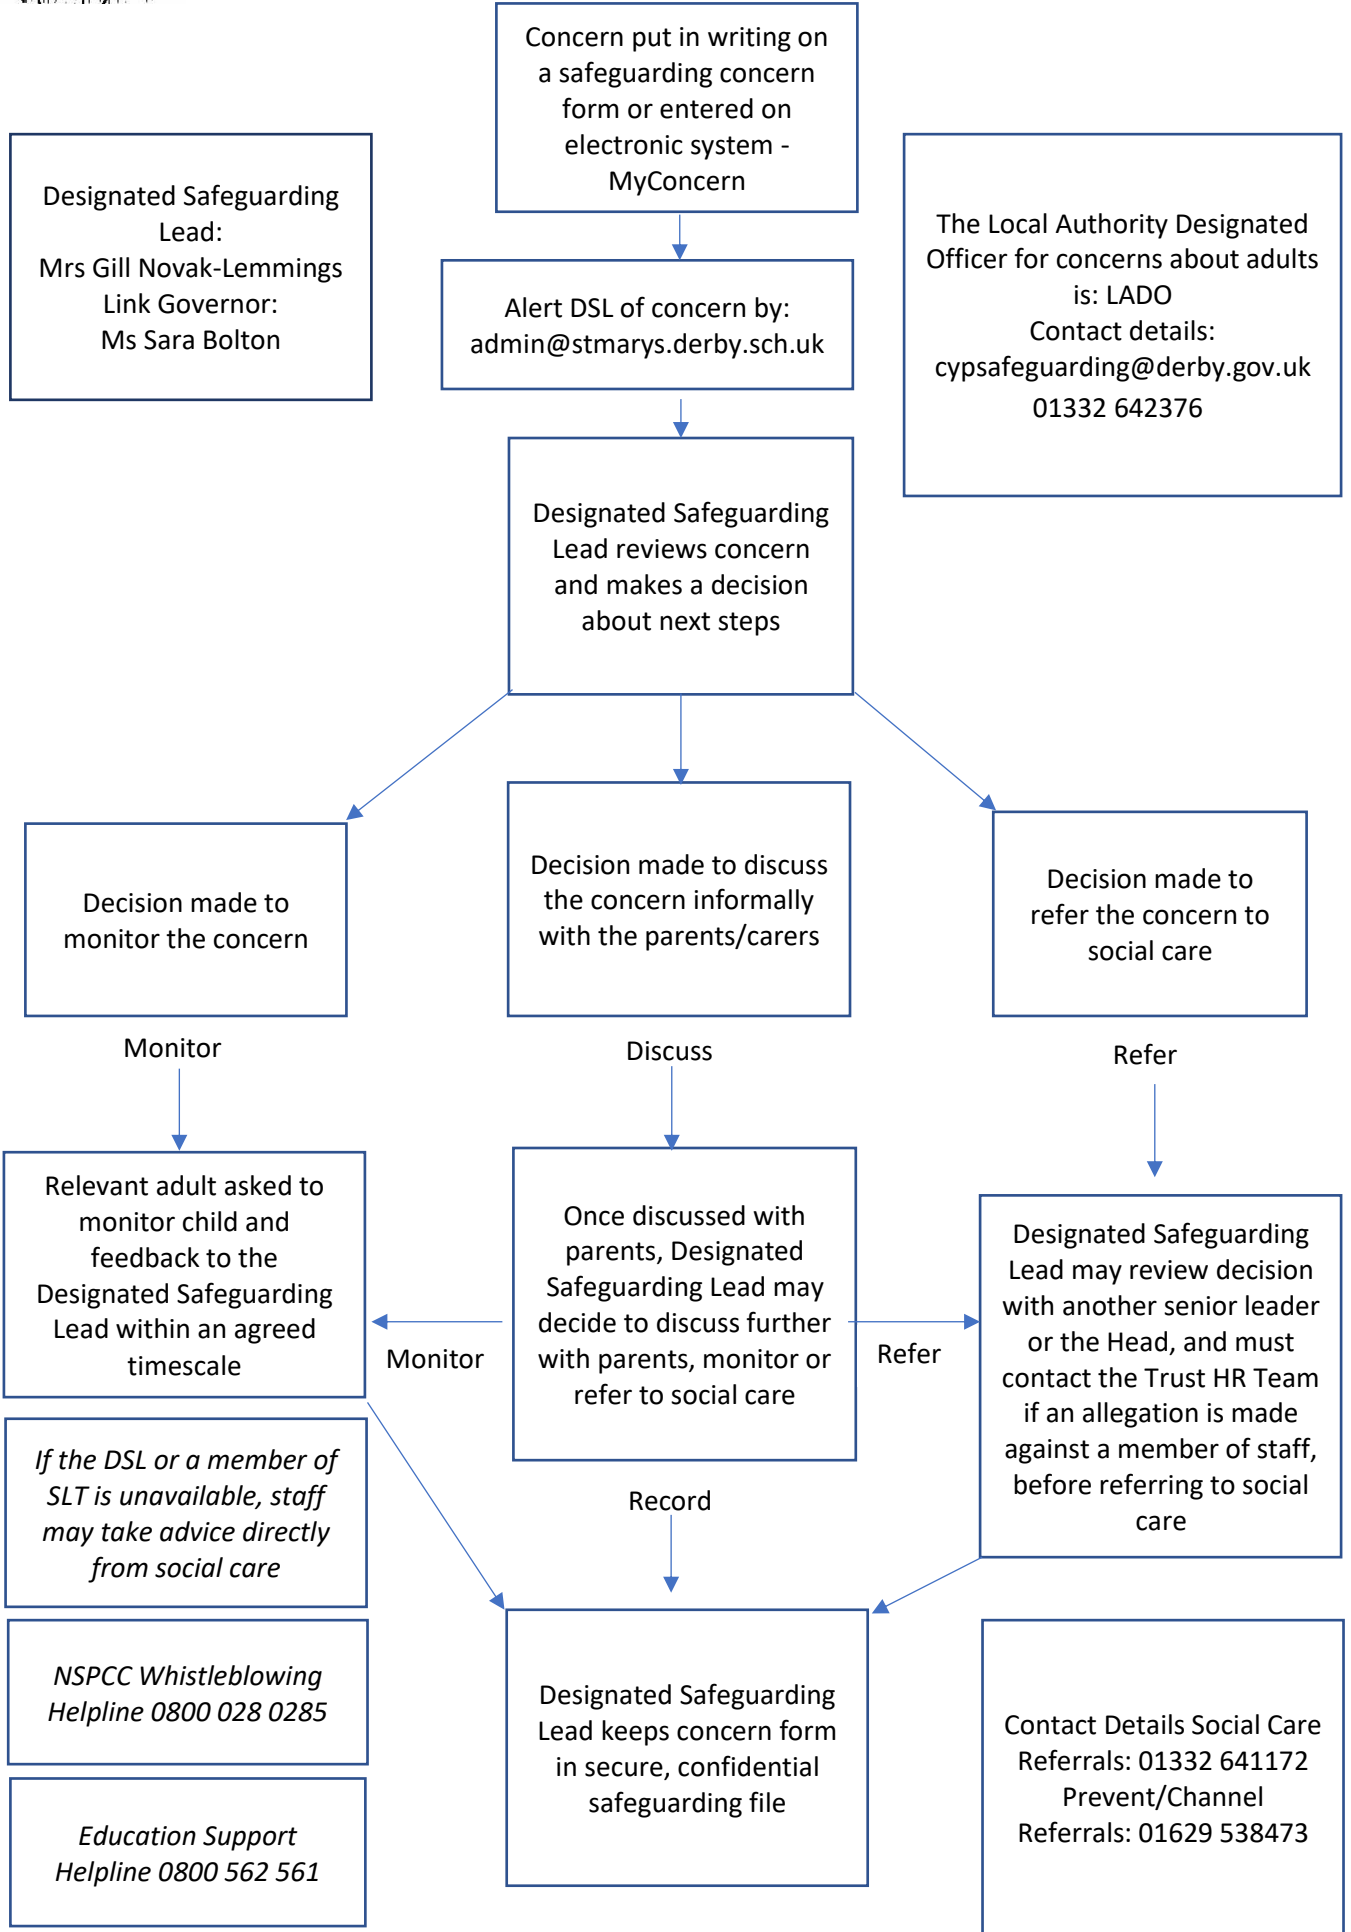 Concern put in writing on
a safeguarding concern
form or entered on
electronic system -
MyConcern
Designated Safeguarding
Lead:
Mrs Gill Novak-Lemmings
Link Governor:
Ms Sara Bolton
The Local Authority Designated
Officer for concerns about adults
is: LADO
Contact details:
cypsafeguarding@derby.gov.uk
01332 642376
Alert DSL of concern by:
admin@stmarys.derby.sch.uk
Designated Safeguarding
Lead reviews concern
and makes a decision
about next steps
Decision made to
monitor the concern
Decision made to discuss
the concern informally
with the parents/carers
Decision made to
refer the concern to
social care
Monitor
Discuss
Refer
Relevant adult asked to
monitor child and
feedback to the
Designated Safeguarding
Lead within an agreed
timescale
Monitor
Once discussed with
parents, Designated
Safeguarding Lead may
decide to discuss further
with parents, monitor or
refer to social care
Refer
Designated Safeguarding
Lead may review decision
with another senior leader
or the Head, and must
contact the Trust HR Team
if an allegation is made
against a member of staff,
before referring to social
care
If the DSL or a member of
SLT is unavailable, staff
may take advice directly
from social care
Record
NSPCC Whistleblowing
Helpline 0800 028 0285
Designated Safeguarding
Lead keeps concern form
in secure, confidential
safeguarding file
Contact Details Social Care
Referrals: 01332 641172
Prevent/Channel
Referrals: 01629 538473
Education Support
Helpline 0800 562 561